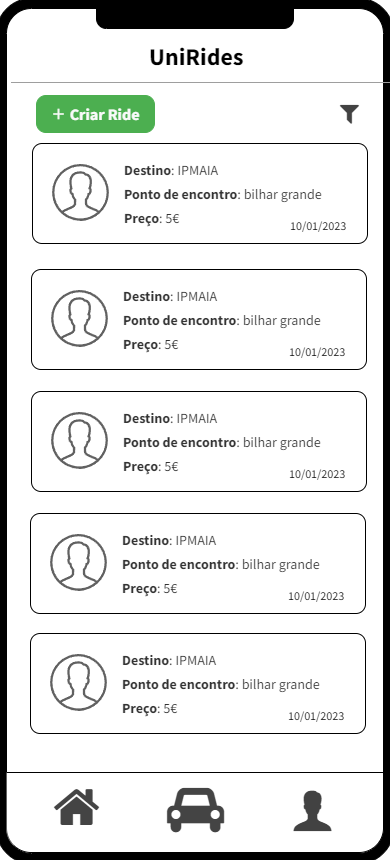 UniRides
+ Criar Ride
Destino: IPMAIA
Ponto de encontro: bilhar grande
Preço: 5€
10/01/2023
Destino: IPMAIA
Ponto de encontro: bilhar grande
Preço: 5€
10/01/2023
Destino: IPMAIA
Ponto de encontro: bilhar grande
Preço: 5€
10/01/2023
Destino: IPMAIA
Ponto de encontro: bilhar grande
Preço: 5€
10/01/2023
Destino: IPMAIA
Ponto de encontro: bilhar grande
Preço: 5€
10/01/2023